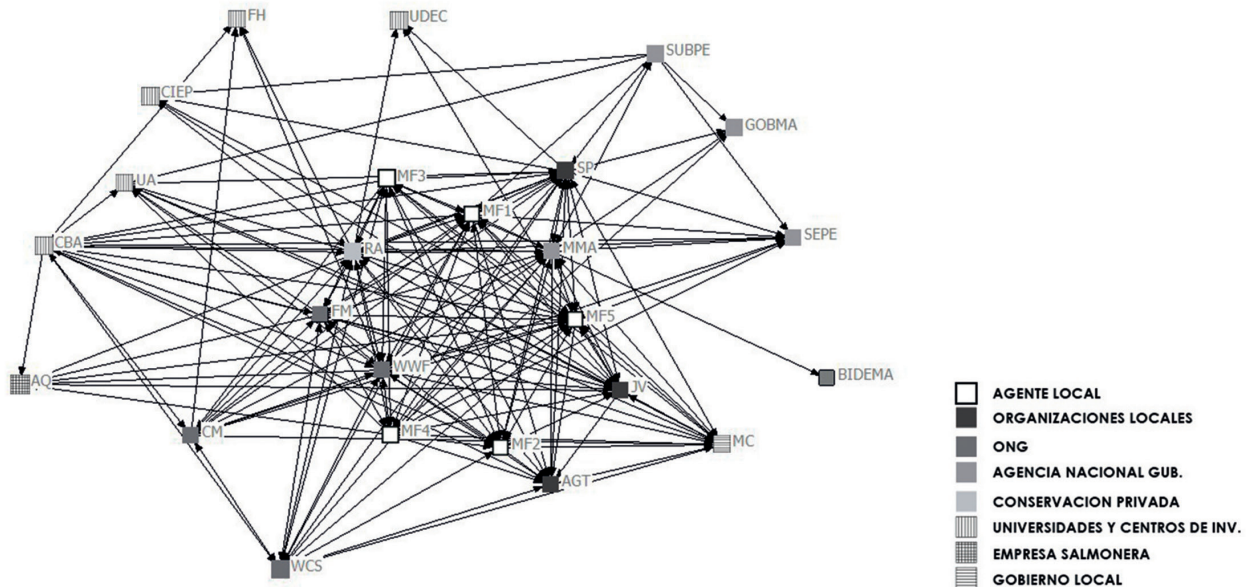 FH
UDEC
SUBPE
CIEP
GOBMA
SP
MF3
UA
MF1
SEPE
CBA
RA
MMA
FM
MF5
WWF
BIDEMA
AQ
JV
CM
MF4
MF2
MC
AGT
WCS
AGENTE LOCAL
ORGANIZACIONES LOCALES
ONG
AGENCIA NACIONAL GUB.
CONSERVACION PRIVADA
UNIVERSIDADES Y CENTROS DE INV.
EMPRESA SALMONERA
GOBIERNO LOCAL